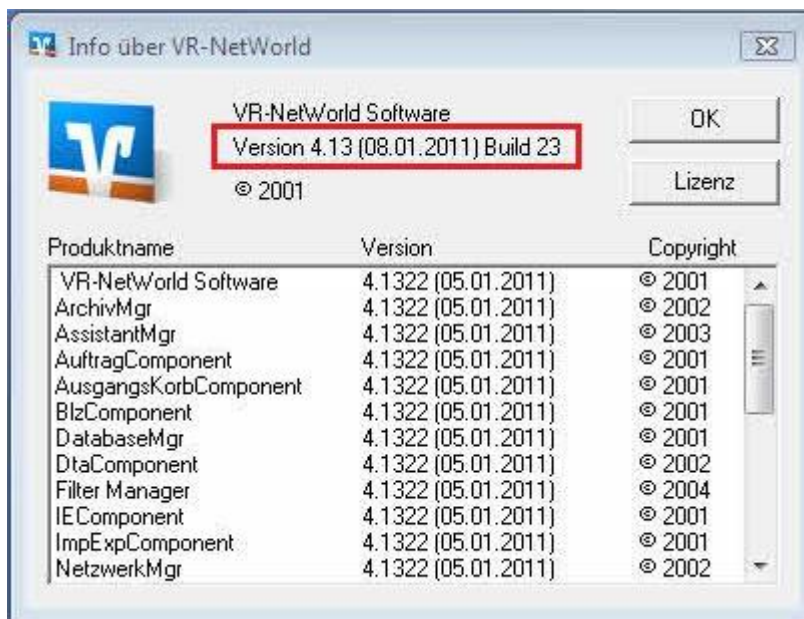 Info über VR-NetWorld
VR-NetWorld Software
Version 4.13 (08.01.2011) Build 23
© 2001
OK
Lizenz
Produktname Version Copyright
VR-NetWorld Software 4.1322 (05.01.2011) © 2001
ArchivMgr 4.1322 (05.01.2011) © 2002
AssistantMgr 4.1322 (05.01.2011) © 2003
AuftragComponent 4.1322 (05.01.2011) © 2001
AusgangsKorbComponent 4.1322 (05.01.2011) © 2001
BlzComponent 4.1322 (05.01.2011) © 2001
DatabaseMgr 4.1322 (05.01.2011) © 2001
DtaComponent 4.1322 (05.01.2011) © 2002
Filter Manager 4.1322 (05.01.2011) © 2004
IEComponent 4.1322 (05.01.2011) © 2001
ImpExpComponent 4.1322 (05.01.2011) © 2001
NetzwerkMgr 4.1322 (05.01.2011) © 2002